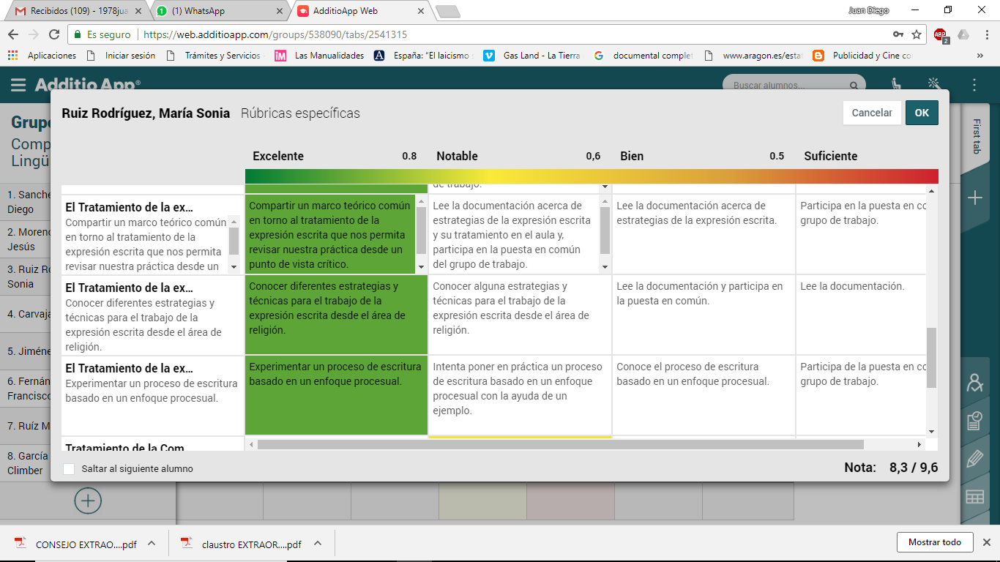 Recibidos (109) - 1978jua
(1) WhatsApp
AdditioApp Web
Juan Diego
Es seguro
https://web.additioapp.com/groups/538090/tabs/2541315
ABP
2
Aplicaciones
Iniciar sesión
Trámites y Servicios
Las Manualidades
España: "El laicismo
Gas Land - La Tierra
documental complet
www.aragon.es/esta
Publicidad y Cine co
»
Additio App®
Buscar alumnos...
Ruiz Rodríguez, María Sonia Rúbricas específicas
Cancelar
OK
Grupo
Comp
Lingü
First tab
Excelente 0.8
Notable 0,6
Bien 0.5
Suficiente
1. Sanche
Diego
2. Moreno
Jesús
3. Ruiz Ro
Sonia
4. Carvaja
5. Jiméne
6. Fernán
Francisco
7. Ruíz M
8. García
Climber
de trabajo.
El Tratamiento de la ex...
Compartir un marco teórico común
en torno al tratamiento de la
expresión escrita que nos permita
revisar nuestra práctica desde un
Compartir un marco teórico común
en torno al tratamiento de la
expresión escrita que nos permita
revisar nuestra práctica desde un
punto de vista crítico.
Lee la documentación acerca de
estrategias de la expresión escrita
y su tratamiento en el aula y,
participa en la puesta en común
del grupo de trabajo.
Lee la documentación acerca de
estrategias de la expresión escrita.
Participa en la puesta en co
grupo de trabajo.
El Tratamiento de la ex...
Conocer diferentes estrategias y
técnicas para el trabajo de la
expresión escrita desde el área de
religión.
Conocer diferentes estrategias y
técnicas para el trabajo de la
expresión escrita desde el área de
religión.
Conocer alguna estrategias y
técnicas para el trabajo de la
expresión escrita desde el área de
religión.
Lee la documentación y participa en
la puesta en común.
Lee la documentación.
El Tratamiento de la ex...
Experimentar un proceso de escritura
basado en un enfoque procesual.
Experimentar un proceso de escritura
basado en un enfoque procesual.
Intenta poner en práctica un proceso
de escritura basado en un enfoque
procesual con la ayuda de un
ejemplo.
Conoce el proceso de escritura
basado en un enfoque procesual.
Participa de la puesta en co
grupo de trabajo.
Tratamiento de la Com
Saltar al siguiente alumno
Nota: 8,3 / 9,6
CONSEJO EXTRAO....pdf
claustro EXTRAOR....pdf
Mostrar todo